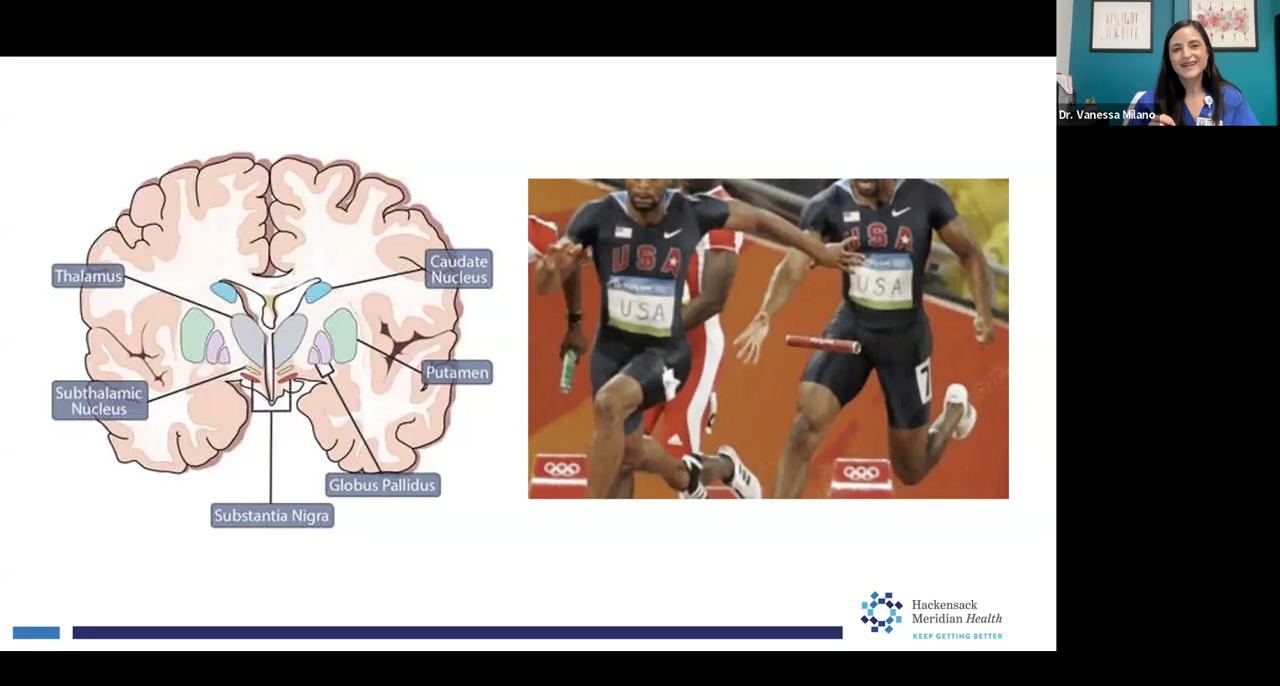 Dr. Vanessa Milano
Thalamus
Caudate
Nucleus
Subthalamic
Nucleus
Putamen
Globus Pallidus
Substantia Nigra
USA
USA
USA
USA
7
Hackensack
Meridian Health
KEEP GETTING BETTER